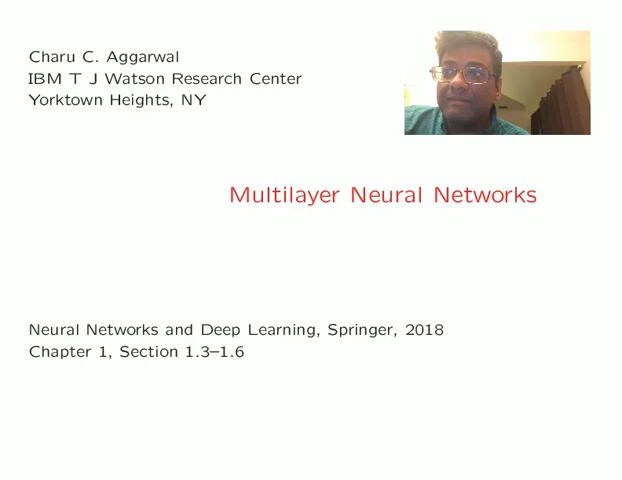 Charu C. Aggarwal
IBM T J Watson Research Center
Yorktown Heights, NY
Multilayer Neural Networks
Neural Networks and Deep Learning, Springer, 2018
Chapter 1, Section 1.3–1.6